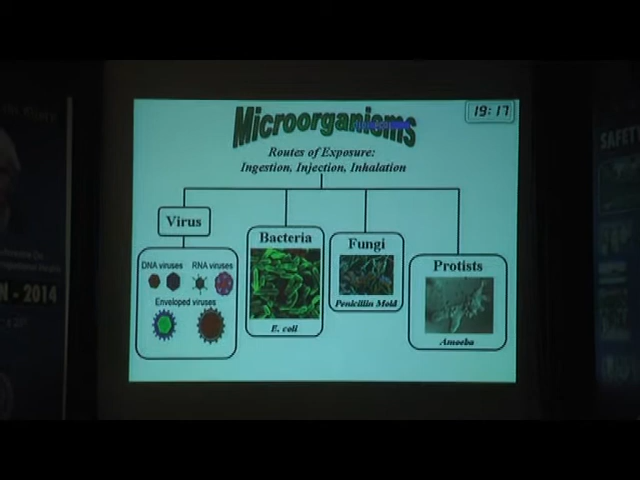 Microorganisms
19:17
Routes of Exposure:
Ingestion, Injection, Inhalation
Virus
Bacteria
Fungi
Protists
DNA viruses
RNA viruses
Enveloped viruses
E. coli
Penicillin Mold
Amoeba
N - 2014
SAFET